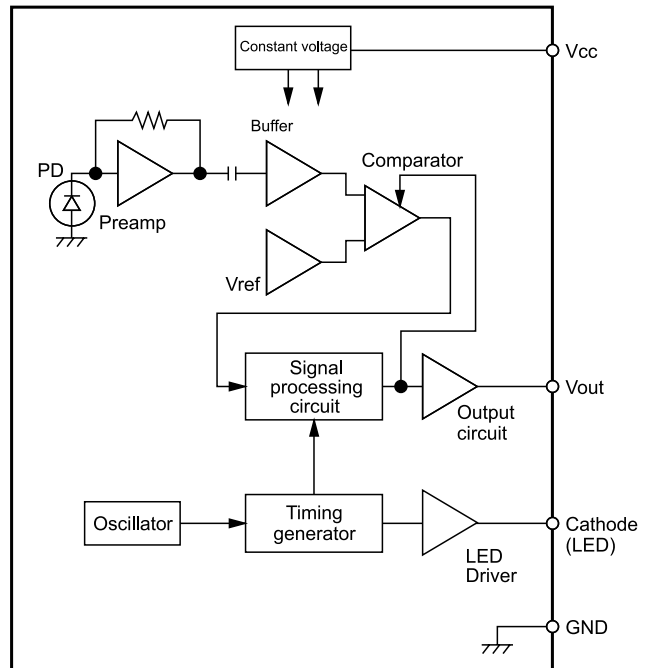 Constant voltage
Vcc
Buffer
Comparator
PD
Preamp
Vref
Signal
processing
circuit
Vout
Output
circuit
Oscillator
Timing
generator
Cathode
(LED)
LED
Driver
GND